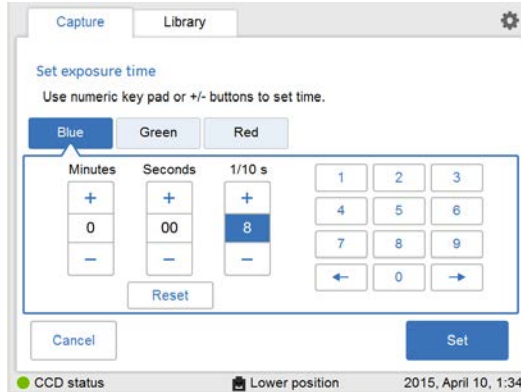 Capture Library
Set exposure time
Use numeric key pad or +/- buttons to set time.
Blue Green Red
Minutes Seconds 1/10 s
+ + +
0 00 8
− − −
1 2 3
4 5 6
7 8 9
← 0 →
Reset
Cancel Set
CCD status Lower position 2015, April 10, 1:34